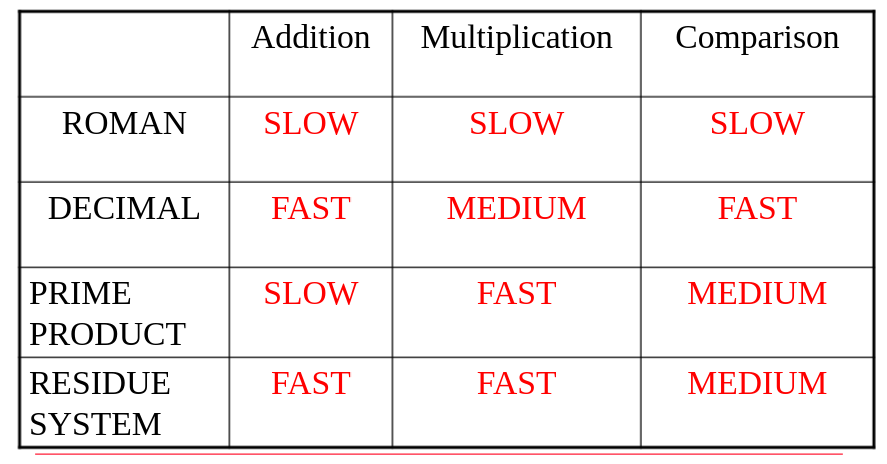 Addition Multiplication Comparison
ROMAN SLOW SLOW SLOW
DECIMAL FAST MEDIUM FAST
PRIME SLOW FAST MEDIUM
PRODUCT
RESIDUE FAST FAST MEDIUM
SYSTEM